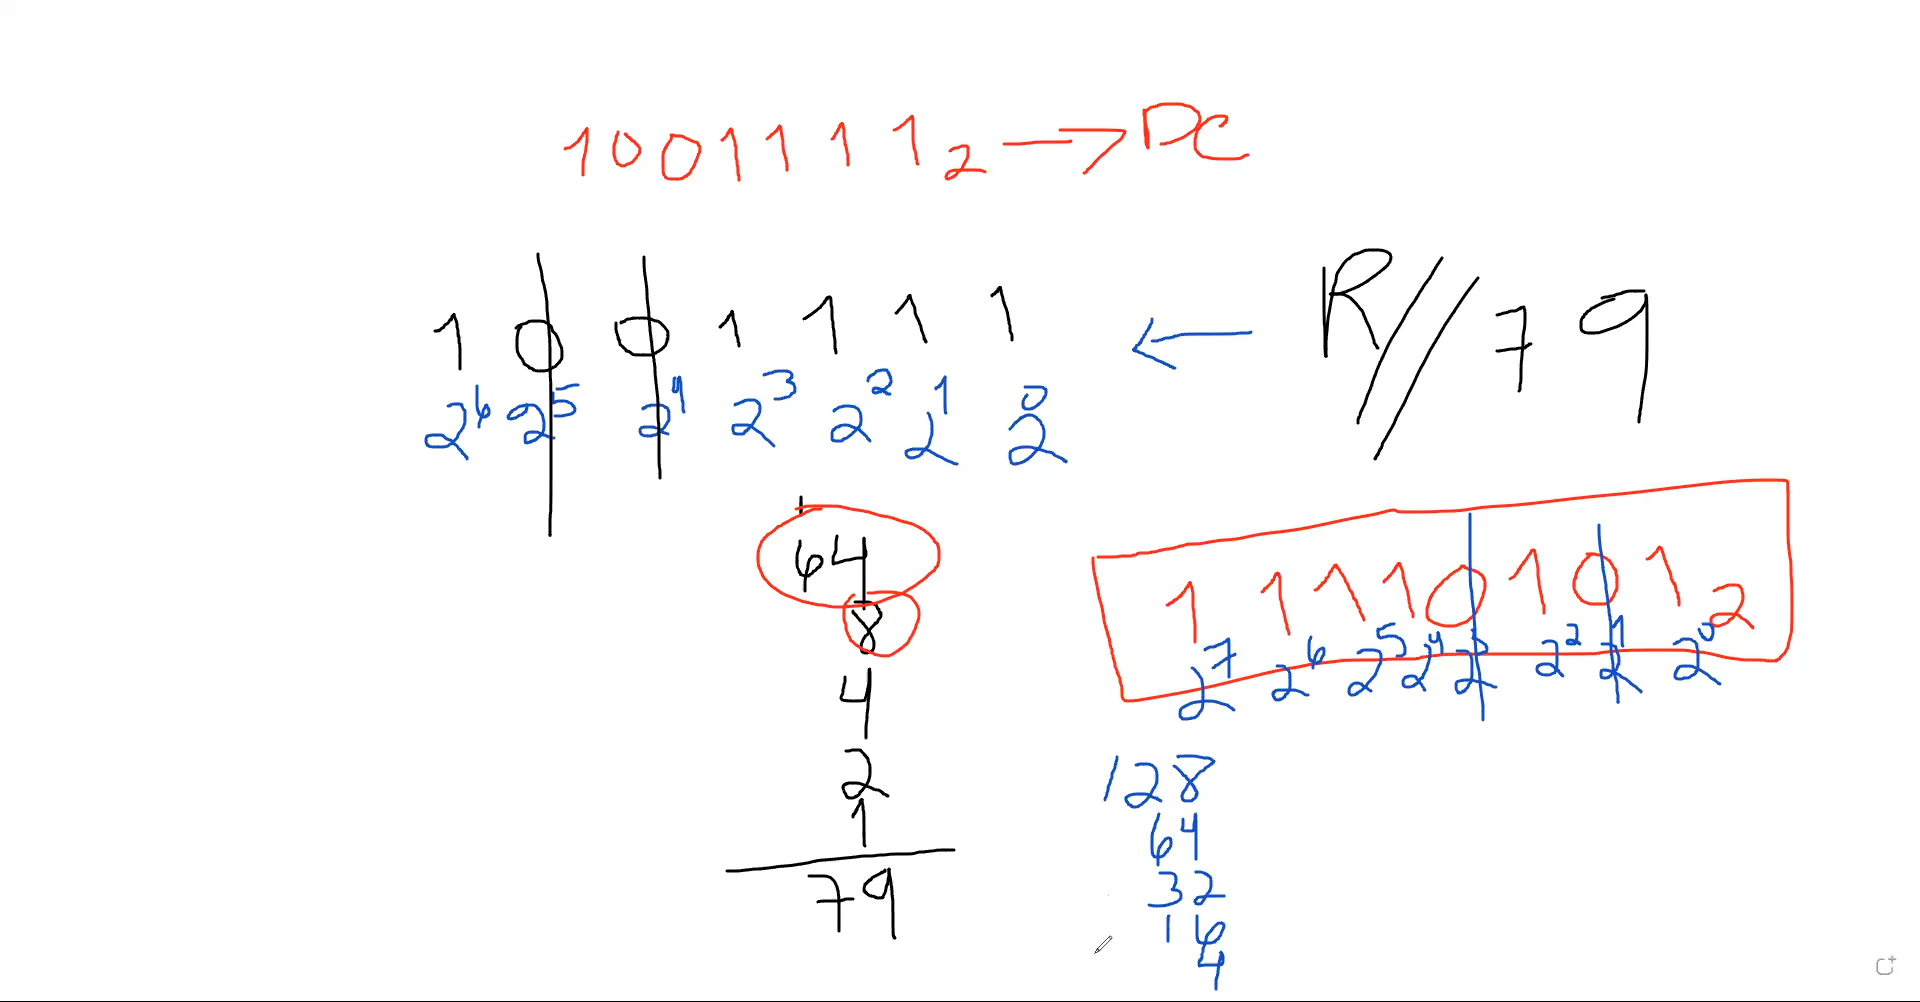 1001111₂ → DC
1 0 0 1 1 1 1 ←
2⁶ 2⁵ 2⁴ 2³ 2² 2¹ 2⁰
R// 79
64
8
4
2
1
79
11110101₂
2⁷ 2⁶ 2⁵ 2⁴ 2³ 2² 2¹ 2⁰
128
64
32
16
4